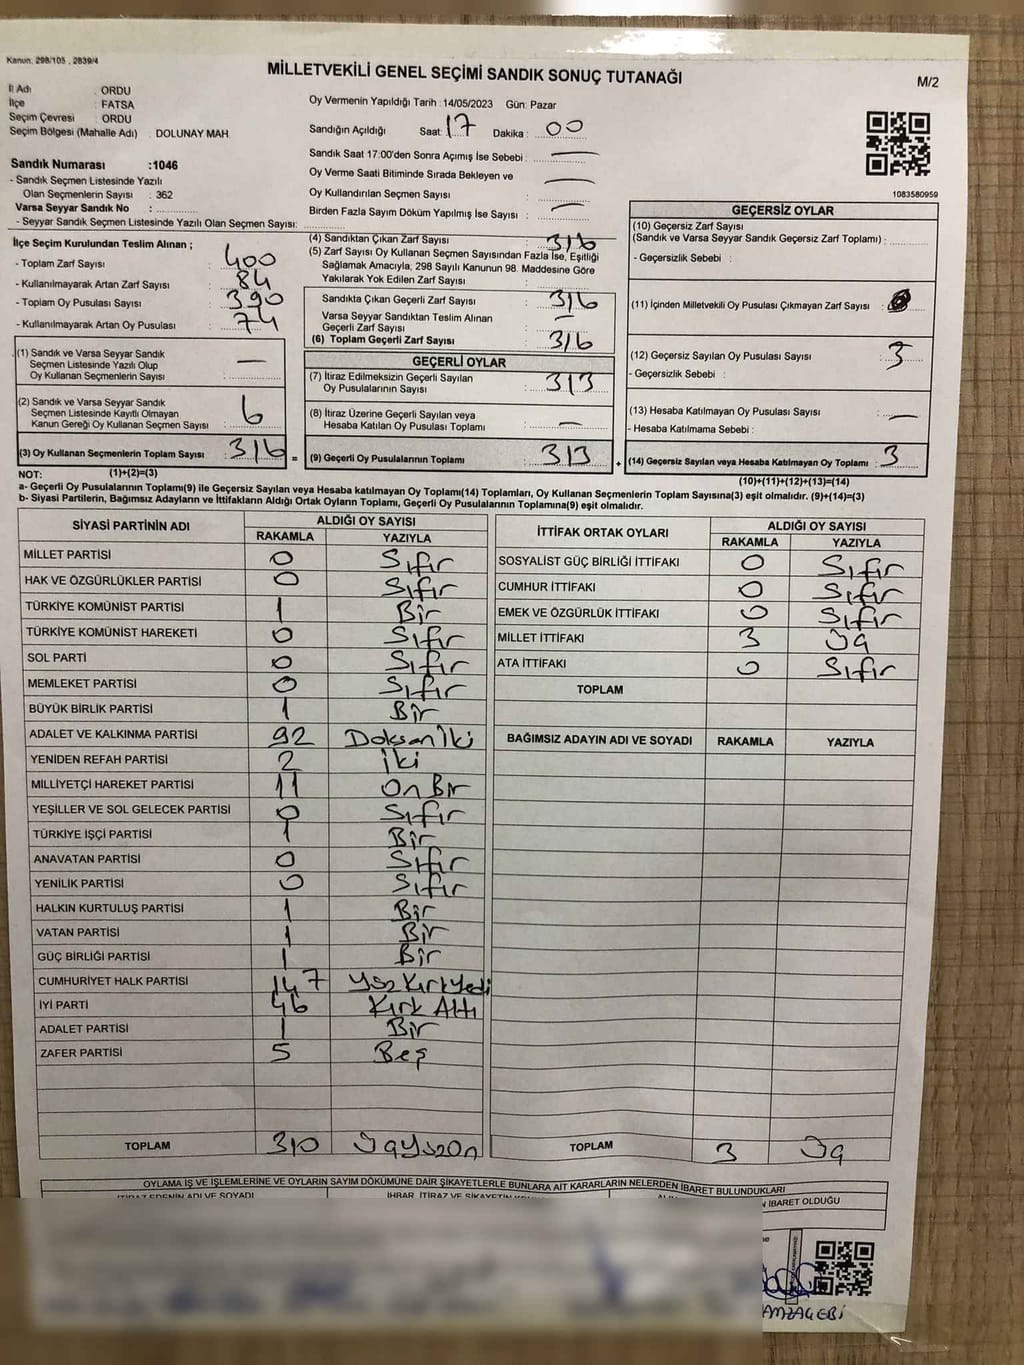 Kanun: 298/105 , 2839/4
MİLLETVEKİLİ GENEL SEÇİMİ SANDIK SONUÇ TUTANAĞI
M/2
İl Adı : ORDU
İlçe : FATSA
Seçim Çevresi : ORDU
Seçim Bölgesi (Mahalle Adı) : DOLUNAY MAH.
Sandık Numarası :1046
- Sandık Seçmen Listesinde Yazılı
Olan Seçmenlerin Sayısı : 362
Varsa Seyyar Sandık No :
- Seyyar Sandık Seçmen Listesinde Yazılı Olan Seçmen Sayısı:
Oy Vermenin Yapıldığı Tarih :14/05/2023 Gün: Pazar
Sandığın Açıldığı Saat: 17 Dakika : 00
Sandık Saat 17:00'den Sonra Açımış İse Sebebi : —
Oy Verme Saati Bitiminde Sırada Bekleyen ve
Oy Kullandırılan Seçmen Sayısı : —
Birden Fazla Sayım Döküm Yapılmış İse Sayısı : —
1083580959
İlçe Seçim Kurulundan Teslim Alınan ;
- Toplam Zarf Sayısı : 400
- Kullanılmayarak Artan Zarf Sayısı : 84
- Toplam Oy Pusulası Sayısı : 390
- Kullanılmayarak Artan Oy Pusulası : 74
(1) Sandık ve Varsa Seyyar Sandık
Seçmen Listesinde Yazılı Olup
Oy Kullanan Seçmenlerin Sayısı : —
(2) Sandık ve Varsa Seyyar Sandık
Seçmen Listesinde Kayıtlı Olmayan
Kanun Gereği Oy Kullanan Seçmen Sayısı : 6
(3) Oy Kullanan Seçmenlerin Toplam Sayısı : 316 =
(4) Sandıktan Çıkan Zarf Sayısı : 316
(5) Zarf Sayısı Oy Kullanan Seçmen Sayısından Fazla İse, Eşitliği
Sağlamak Amacıyla, 298 Sayılı Kanunun 98. Maddesine Göre
Yakılarak Yok Edilen Zarf Sayısı :
Sandıkta Çıkan Geçerli Zarf Sayısı : 316
Varsa Seyyar Sandıktan Teslim Alınan
Geçerli Zarf Sayısı : —
(6) Toplam Geçerli Zarf Sayısı : 316
GEÇERLİ OYLAR
(7) İtiraz Edilmeksizin Geçerli Sayılan
Oy Pusulalarının Sayısı : 313
(8) İtiraz Üzerine Geçerli Sayılan veya
Hesaba Katılan Oy Pusulası Toplamı : —
(9) Geçerli Oy Pusulalarının Toplamı : 313 +
GEÇERSİZ OYLAR
(10) Geçersiz Zarf Sayısı
(Sandık ve Varsa Seyyar Sandık Geçersiz Zarf Toplamı) :
- Geçersizlik Sebebi :
(11) İçinden Milletvekili Oy Pusulası Çıkmayan Zarf Sayısı :
(12) Geçersiz Sayılan Oy Pusulası Sayısı : 3
- Geçersizlik Sebebi :
(13) Hesaba Katılmayan Oy Pusulası Sayısı : —
- Hesaba Katılmama Sebebi :
(14) Geçersiz Sayılan veya Hesaba Katılmayan Oy Toplamı : 3
NOT: (1)+(2)=(3) (10)+(11)+(12)+(13)=(14)
a- Geçerli Oy Pusulalarının Toplamı(9) ile Geçersiz Sayılan veya Hesaba katılmayan Oy Toplamı(14) Toplamları, Oy Kullanan Seçmenlerin Toplam Sayısına(3) eşit olmalıdır. (9)+(14)=(3)
b- Siyasi Partilerin, Bağımsız Adayların ve İttifakların Aldığı Oyların Toplamı, Geçerli Oy Pusulalarının Toplamına(9) eşit olmalıdır.
SİYASİ PARTİNİN ADI ALDIĞI OY SAYISI
RAKAMLA YAZIYLA
MİLLET PARTİSİ 0 Sıfır
HAK VE ÖZGÜRLÜKLER PARTİSİ 0 Sıfır
TÜRKİYE KOMÜNİST PARTİSİ 1 Bir
TÜRKİYE KOMÜNİST HAREKETİ 0 Sıfır
SOL PARTİ 0 Sıfır
MEMLEKET PARTİSİ 0 Sıfır
BÜYÜK BİRLİK PARTİSİ 1 Bir
ADALET VE KALKINMA PARTİSİ 92 Doksan İki
YENİDEN REFAH PARTİSİ 2 İki
MİLLİYETÇİ HAREKET PARTİSİ 11 On Bir
YEŞİLLER VE SOL GELECEK PARTİSİ 0 Sıfır
TÜRKİYE İŞÇİ PARTİSİ 1 Bir
ANAVATAN PARTİSİ 0 Sıfır
YENİLİK PARTİSİ 0 Sıfır
HALKIN KURTULUŞ PARTİSİ 1 Bir
VATAN PARTİSİ 1 Bir
GÜÇ BİRLİĞİ PARTİSİ 1 Bir
CUMHURİYET HALK PARTİSİ 147 Yüz Kırk Yedi
İYİ PARTİ 46 Kırk Altı
ADALET PARTİSİ 1 Bir
ZAFER PARTİSİ 5 Beş
TOPLAM 310 Üçyüzon
İTTİFAK ORTAK OYLARI ALDIĞI OY SAYISI
RAKAMLA YAZIYLA
SOSYALİST GÜÇ BİRLİĞİ İTTİFAKI 0 Sıfır
CUMHUR İTTİFAKI 0 Sıfır
EMEK VE ÖZGÜRLÜK İTTİFAKI 0 Sıfır
MİLLET İTTİFAKI 3 Üç
ATA İTTİFAKI 0 Sıfır
TOPLAM
BAĞIMSIZ ADAYIN ADI VE SOYADI RAKAMLA YAZIYLA
TOPLAM 3 Üç
OYLAMA İŞ VE İŞLEMLERİNE VE OYLARIN SAYIM DÖKÜMÜNE DAİR ŞİKAYETLERLE BUNLARA AİT KARARLARIN NELERDEN İBARET BULUNDUKLARI
İTİRAZ EDENİN ADI VE SOYADI İHBAR, İTİRAZ VE ŞİKAYETİN
İBARET OLDUĞU